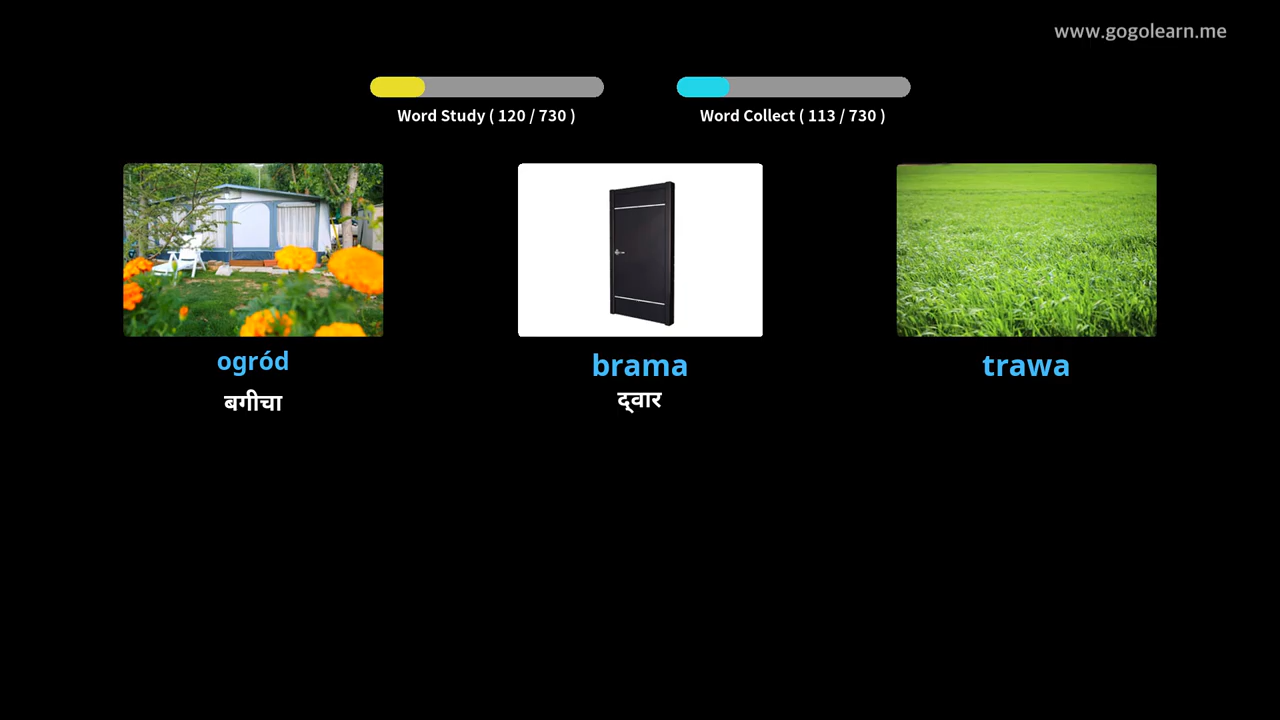 www.gogolearn.me
Word Study ( 120 / 730 )
Word Collect ( 113 / 730 )
ogród
brama
trawa
बगीचा
द्वार